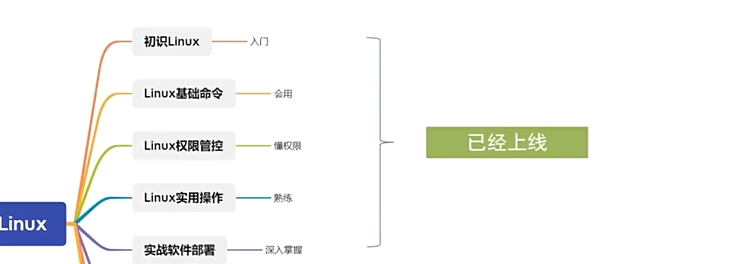 初识Linux
入门
Linux基础命令
会用
Linux权限管控
懂权限
已经上线
Linux实用操作
熟练
Linux
实战软件部署
深入掌握